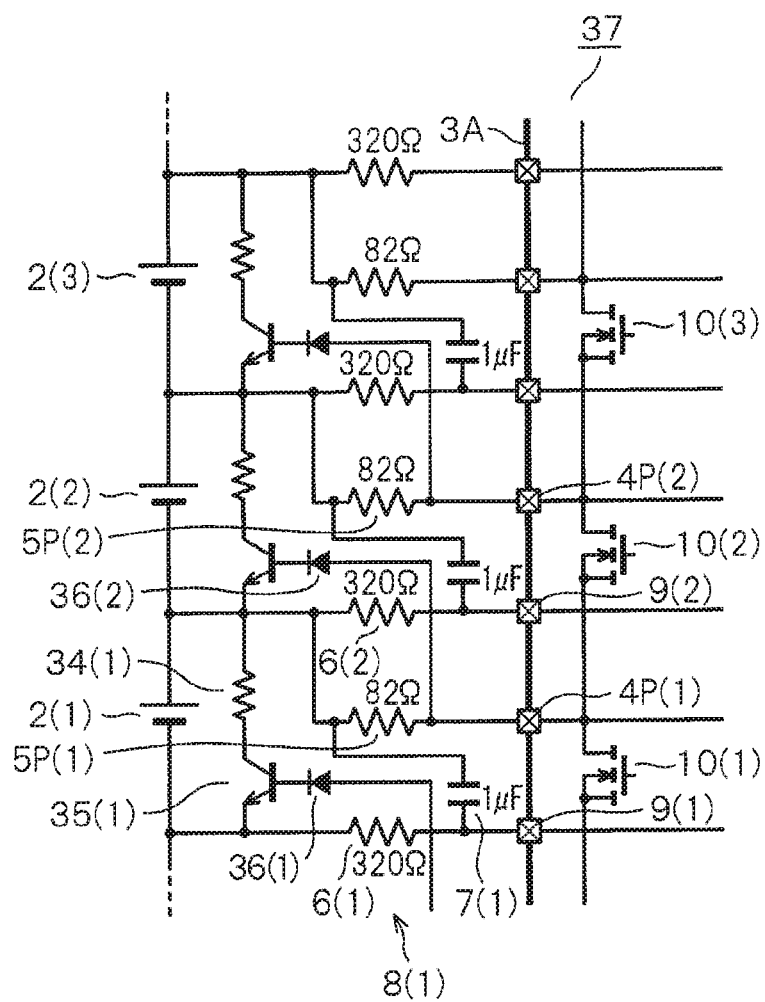 37
3A
320Ω
82Ω
2(3)
10(3)
1μF
320Ω
82Ω
4P(2)
2(2)
5P(2)
10(2)
1μF
36(2)
320Ω
9(2)
6(2)
34(1)
82Ω
4P(1)
2(1)
5P(1)
10(1)
1μF
35(1)
9(1)
36(1)
320Ω
6(1)
7(1)
8(1)